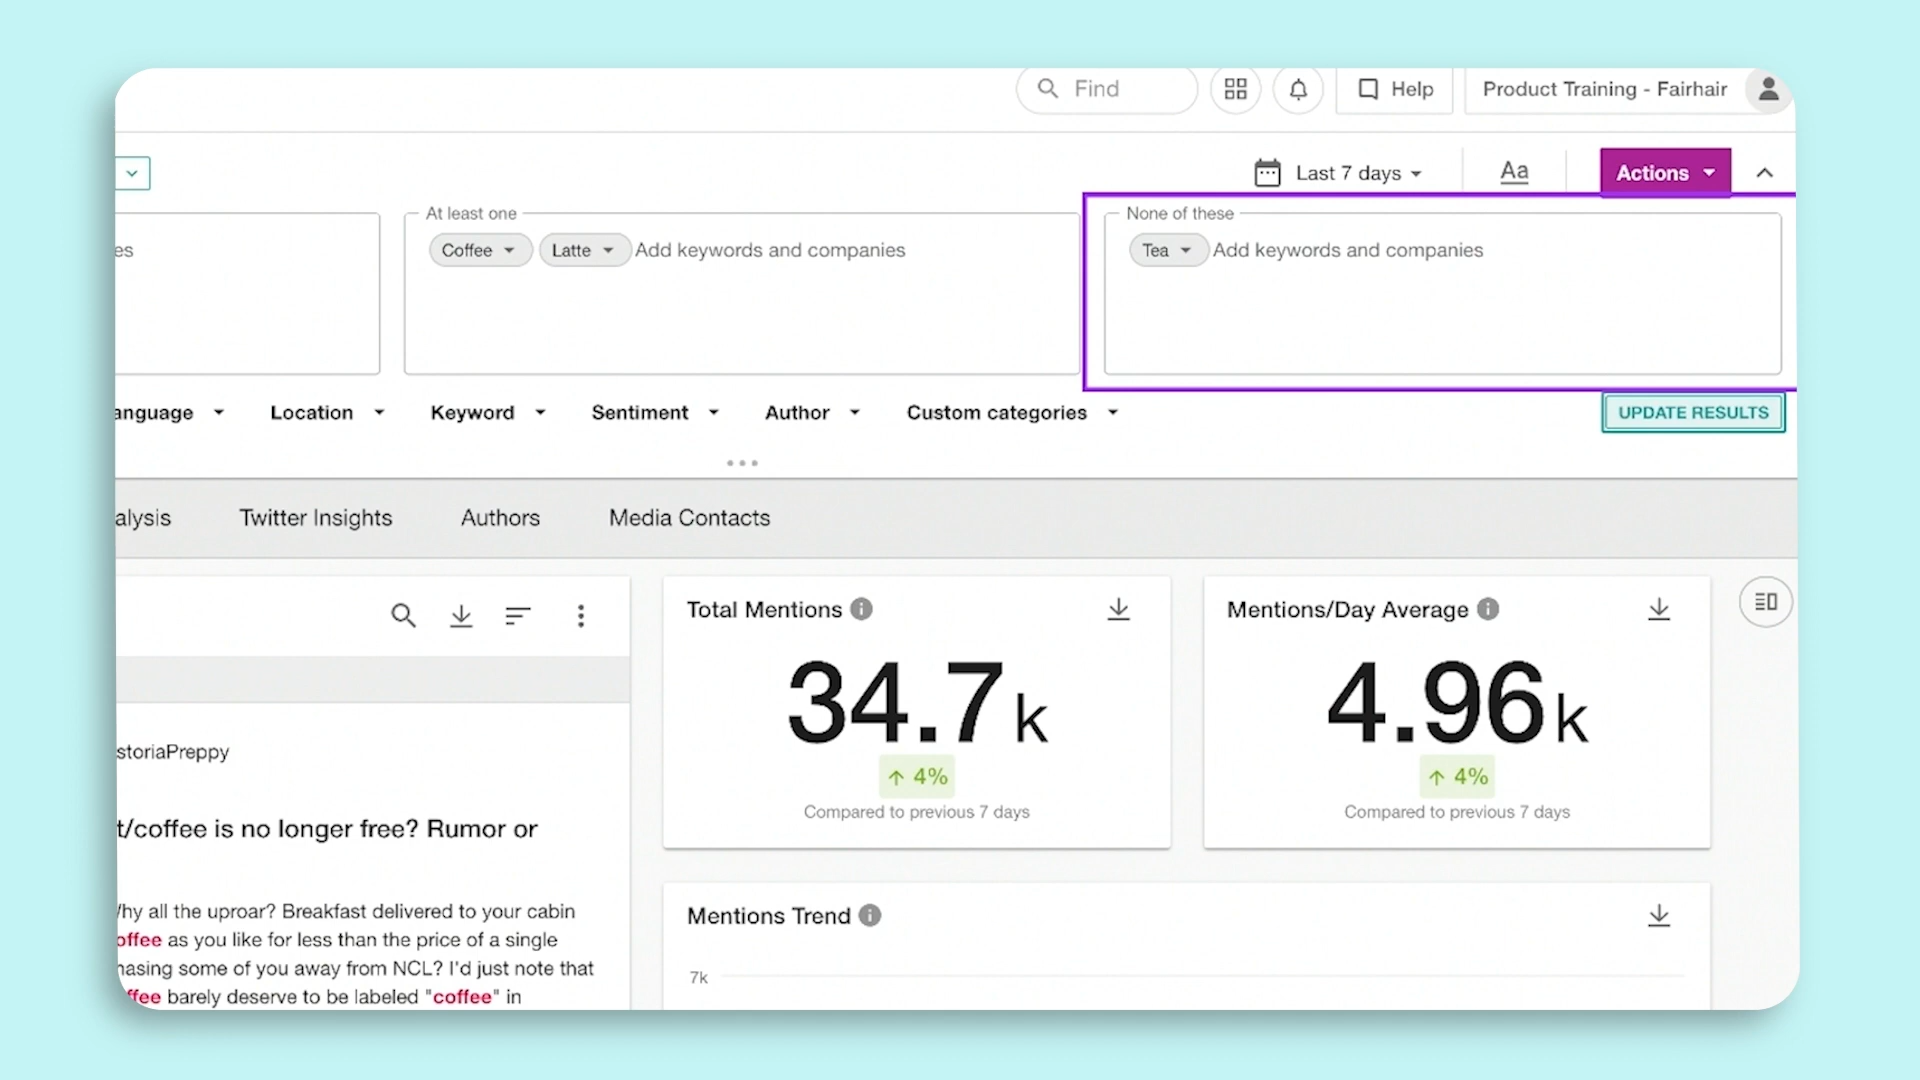 Find
Help
Product Training - Fairhair
Last 7 days
Aa
Actions
es
At least one
Coffee
Latte
Add keywords and companies
None of these
Tea
Add keywords and companies
anguage
Location
Keyword
Sentiment
Author
Custom categories
UPDATE RESULTS
alysis
Twitter Insights
Authors
Media Contacts
storiaPreppy
t/coffee is no longer free? Rumor or
hy all the uproar? Breakfast delivered to your cabin
offee as you like for less than the price of a single
hasing some of you away from NCL? I'd just note that
ffee barely deserve to be labeled "coffee" in
Total Mentions
34.7 k
↑ 4%
Compared to previous 7 days
Mentions/Day Average
4.96 k
↑ 4%
Compared to previous 7 days
Mentions Trend
7k